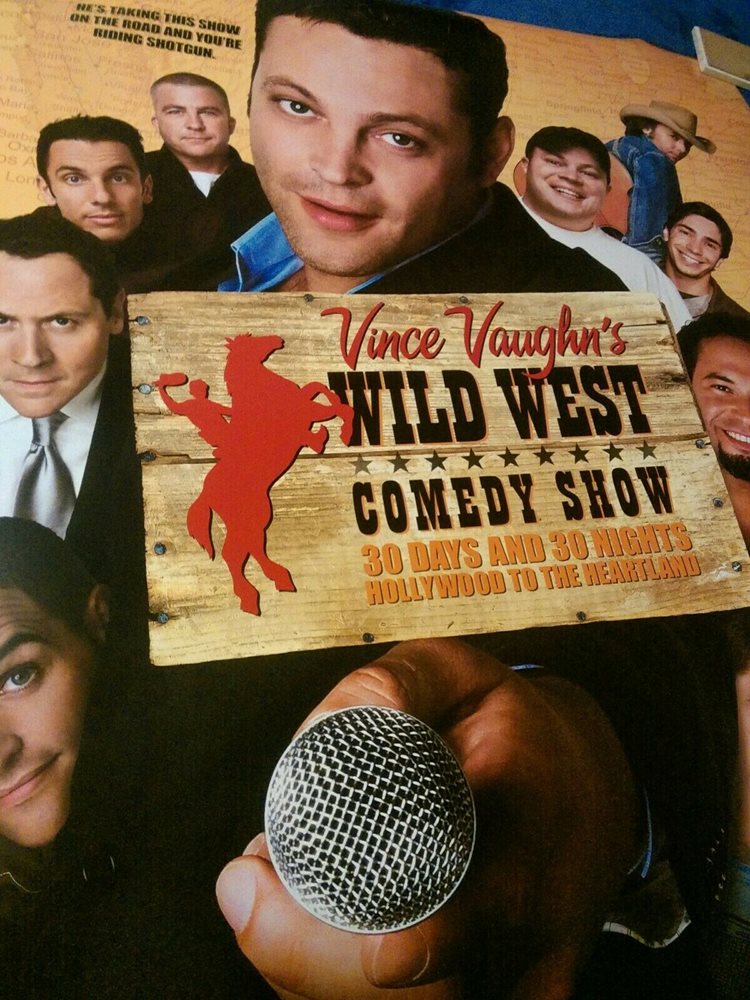 HE'S TAKING THIS SHOW
ON THE ROAD AND YOU'RE
RIDING SHOTGUN.
Vince Vaughn's
WILD WEST
COMEDY SHOW
30 DAYS AND 30 NIGHTS
HOLLYWOOD TO THE HEARTLAND